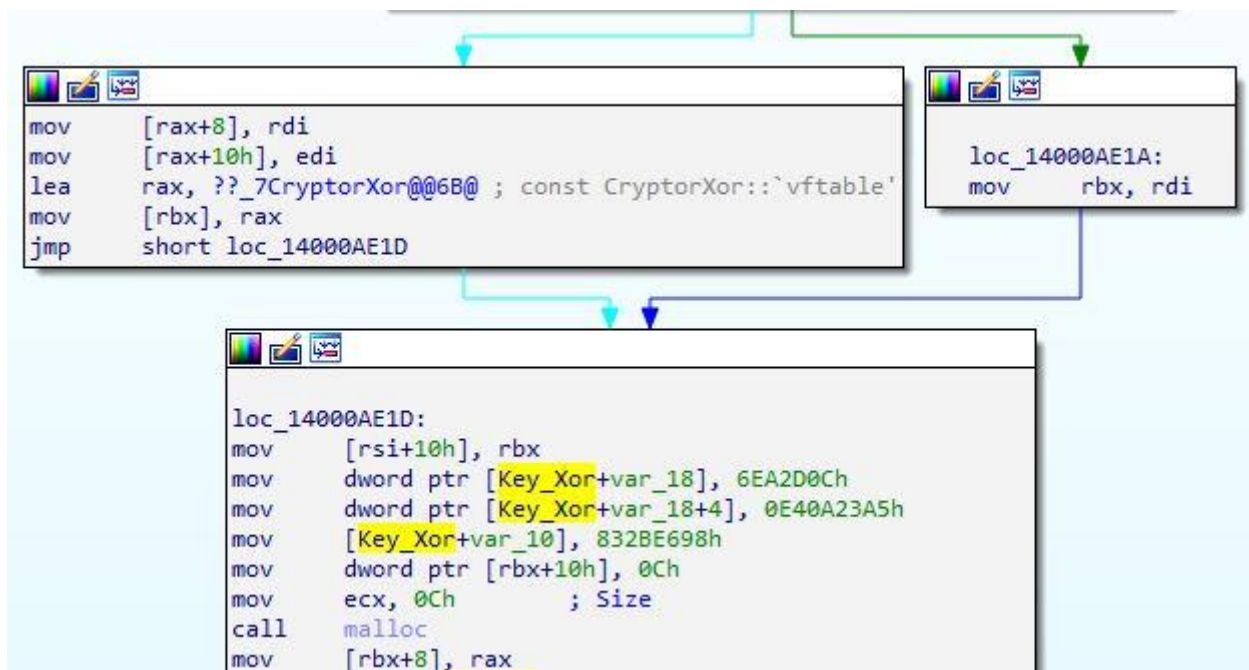 mov [rax+8], rdi
mov [rax+10h], edi
lea rax, ??_7CryptorXor@@6B@ ; const CryptorXor::`vftable'
mov [rbx], rax
jmp short loc_14000AE1D
loc_14000AE1A:
mov rbx, rdi
loc_14000AE1D:
mov [rsi+10h], rbx
mov dword ptr [Key_Xor+var_18], 6EA2D0Ch
mov dword ptr [Key_Xor+var_18+4], 0E40A23A5h
mov [Key_Xor+var_10], 832BE698h
mov dword ptr [rbx+10h], 0Ch
mov ecx, 0Ch ; Size
call malloc
mov [rbx+8], rax